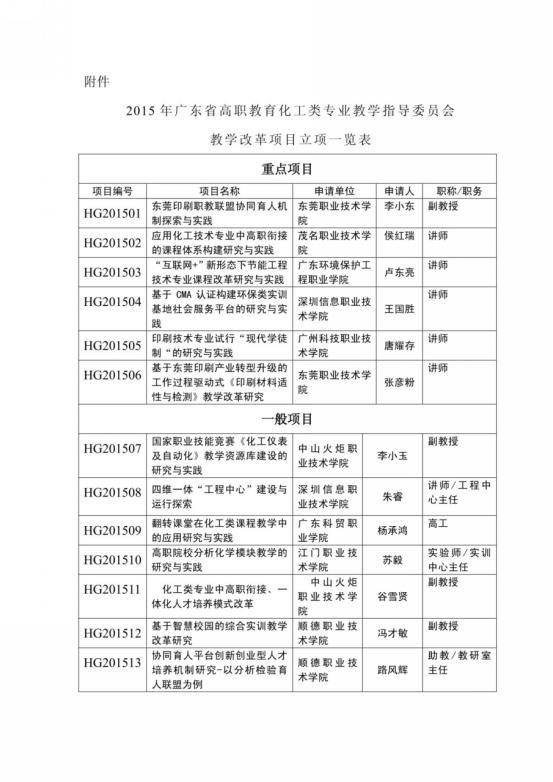 附件
2015 年广东省高职教育化工类专业教学指导委员会
教学改革项目立项一览表
重点项目
项目编号 项目名称 申请单位 申请人 职称/职务
HG201501 东莞印刷职教联盟协同育人机 东莞职业技术学 李小东 副教授
制探索与实践 院
HG201502 应用化工技术专业中高职衔接 茂名职业技术学 侯红瑞 讲师
的课程体系构建研究与实践 院
HG201503 “互联网+”新形态下节能工程 广东环境保护工 卢东亮 讲师
技术专业课程改革研究与实践 程职业学院
HG201504 基于 CMA 认证构建环保类实训 深圳信息职业技 王国胜 讲师
基地社会服务平台的研究与实 术学院
践
HG201505 印刷技术专业试行“现代学徒 广州科技职业技 唐耀存 讲师
制“的研究与实践 术学院
HG201506 基于东莞印刷产业转型升级的 东莞职业技术学 张彦粉 讲师
工作过程驱动式《印刷材料适 院
性与检测》教学改革研究
一般项目
HG201507 国家职业技能竞赛《化工仪表 中山火炬职 李小玉 副教授
及自动化》教学资源库建设的 业技术学院
研究与实践
HG201508 四维一体“工程中心”建设与 深圳信息职 朱睿 讲师/工程中
运行探索 业技术学院 心主任
HG201509 翻转课堂在化工类课程教学中 广东科贸职 杨承鸿 高工
的应用研究与实践 业学院
HG201510 高职院校分析化学模块教学的 江门职业技 苏毅 实验师/实训
研究与实践 术学院 中心主任
HG201511 化工类专业中高职衔接、一 中山火炬 谷雪贤 副教授
体化人才培养模式改革 职业技术学
院
HG201512 基于智慧校园的综合实训教学 顺德职业技 冯才敏 副教授
改革研究 术学院
HG201513 协同育人平台创新创业型人才 顺德职业技 路风辉 助教/教研室
培养机制研究-以分析检验育 术学院 主任
人联盟为例